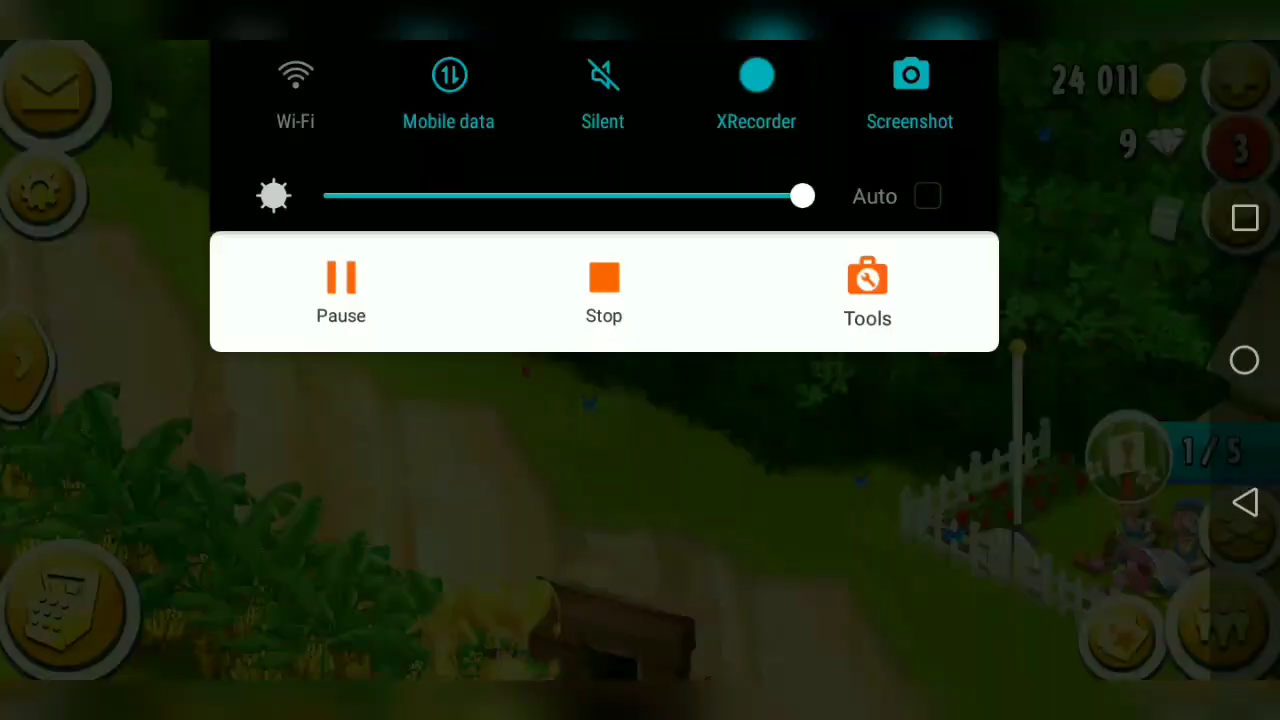 Wi-Fi
Mobile data
Silent
XRecorder
Screenshot
24 011
9
3
Auto
Pause
Stop
Tools
1/5